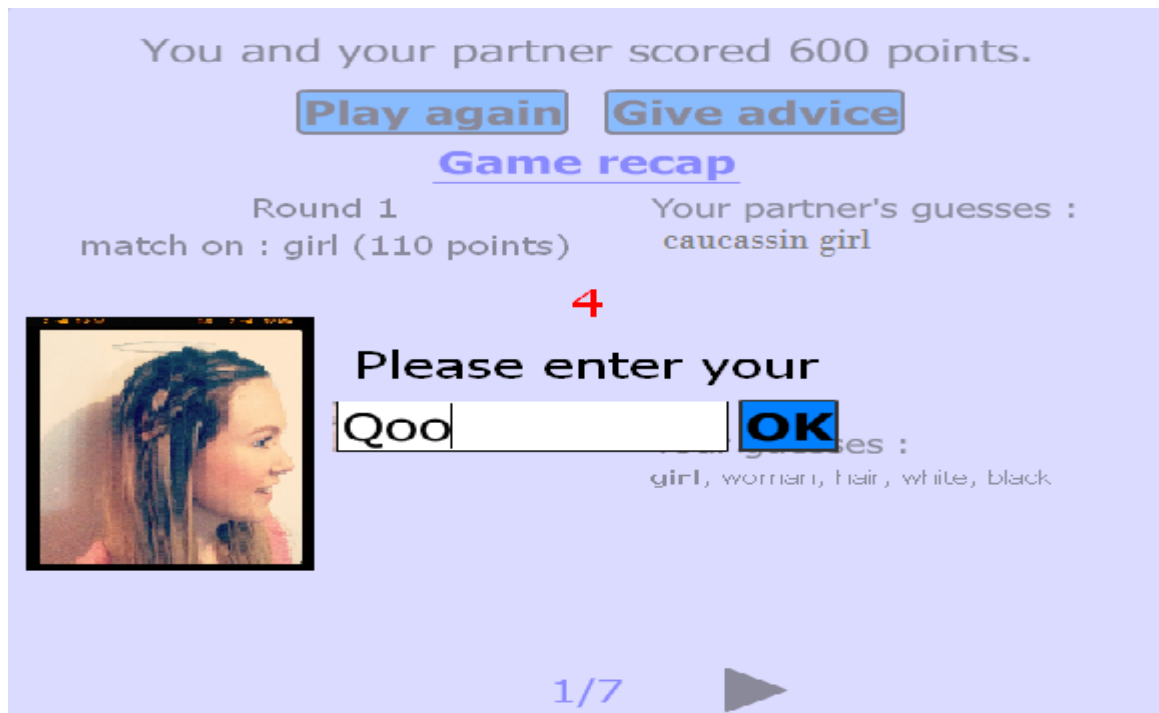 You and your partner scored 600 points.
Play again Give advice
Game recap
Round 1
match on : girl (110 points)
Your partner's guesses :
caucassin girl
4
Please enter your
Qoo OK
guesses :
girl, woman, hair, white, black
1/7